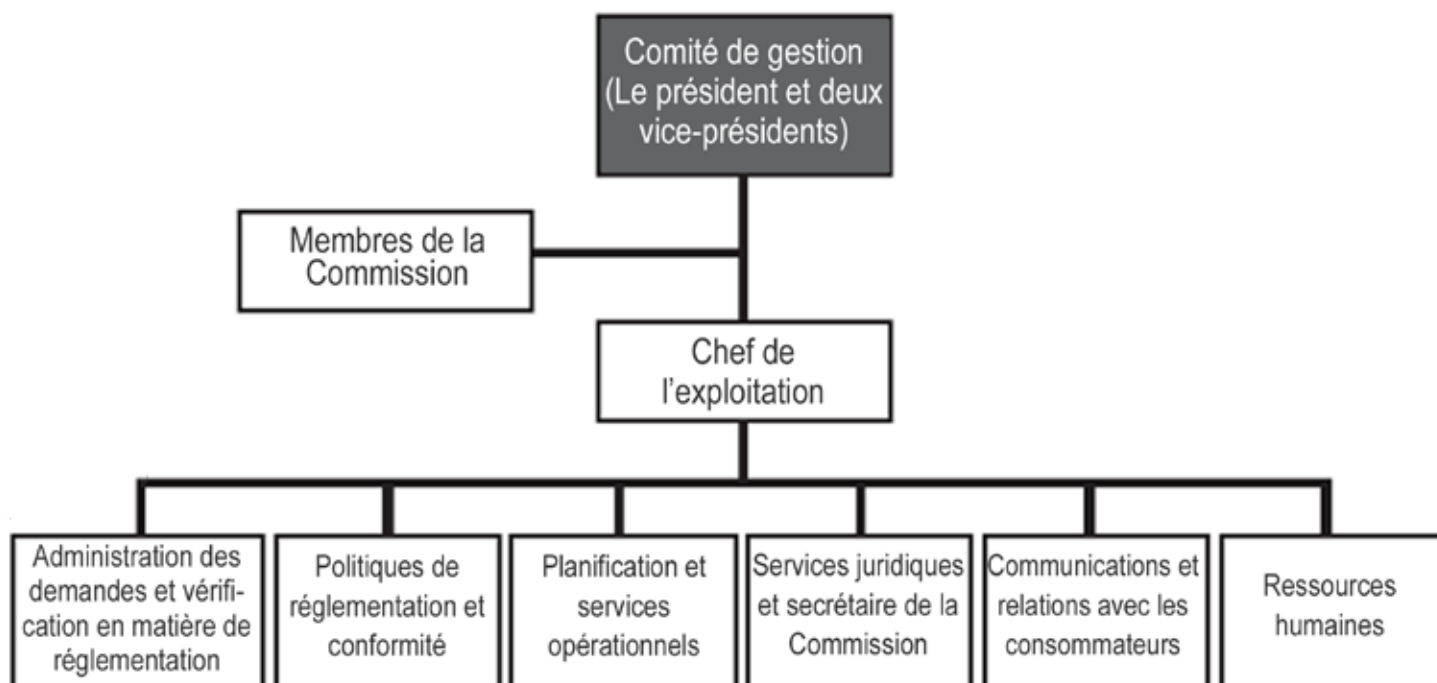 Comité de gestion
(Le président et deux
vice-présidents)
Membres de la
Commission
Chef de
l'exploitation
Administration des
demandes et vérifi-
cation en matière de
réglementation
Politiques de
réglementation et
conformité
Planification et
services
opérationnels
Services juridiques
et secrétaire de la
Commission
Communications et
relations avec les
consommateurs
Ressources
humaines